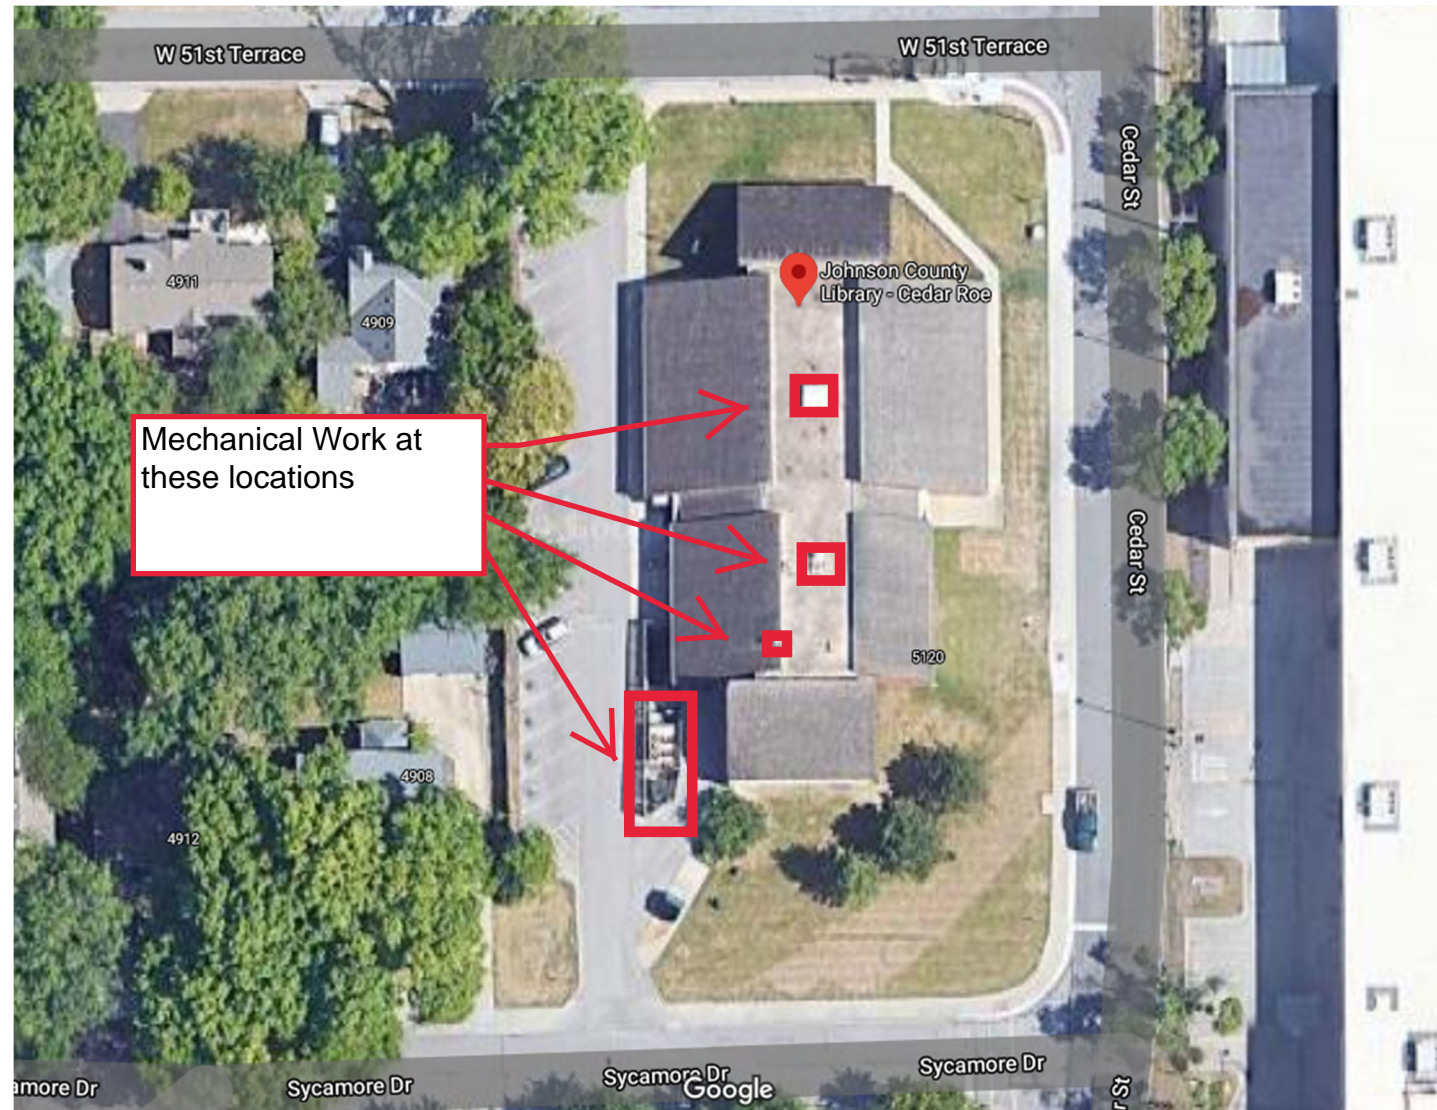 W 51st Terrace
W 51st Terrace
Cedar St
Johnson County
Library - Cedar Roe
4911
4909
Mechanical Work at
these locations
Cedar St
5120
4908
4912
amore Dr
Sycamore Dr
Sycamore Dr
Sycamore Dr
Google
r St